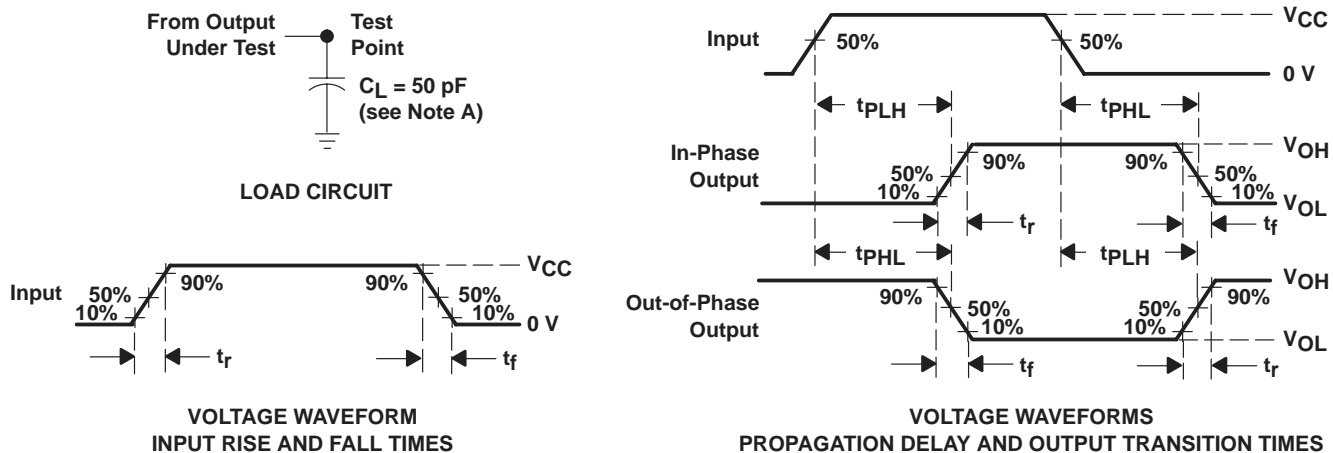 From Output
Under Test
Test
Point
CL = 50 pF
(see Note A)
LOAD CIRCUIT
Input
50%
10%
90%
90%
50%
10%
VCC
0 V
tr
tf
VOLTAGE WAVEFORM
INPUT RISE AND FALL TIMES
Input
50%
50%
VCC
0 V
tPLH
tPHL
In-Phase
Output
50%
10%
90%
90%
50%
10%
VOH
VOL
tr
tf
tPHL
tPLH
Out-of-Phase
Output
90%
50%
10%
50%
10%
90%
VOH
VOL
tf
tr
VOLTAGE WAVEFORMS
PROPAGATION DELAY AND OUTPUT TRANSITION TIMES